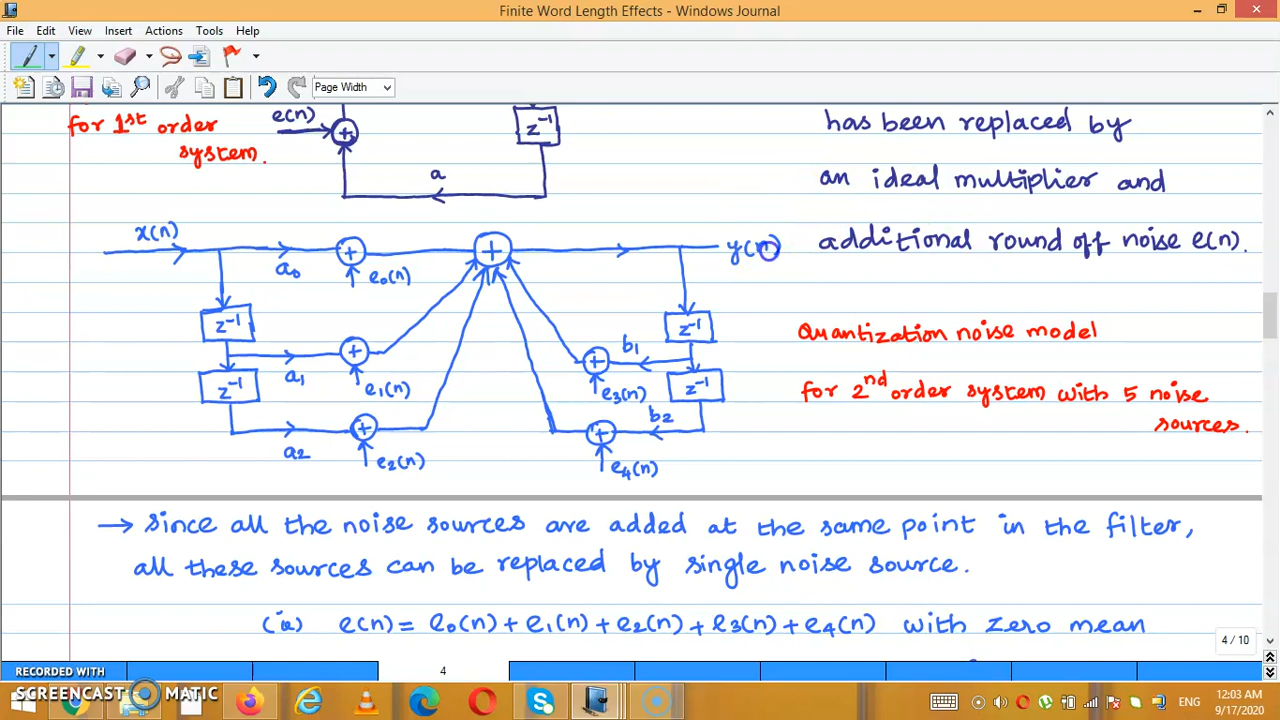 Finite Word Length Effects - Windows Journal
File Edit View Insert Actions Tools Help
Page Width
for 1st order
system.
e(n)
+
z⁻¹
a
has been replaced by
an ideal multiplier and
additional round off noise e(n).
x(n)
a0
+
e0(n)
+
y(n)
z⁻¹
a1
+
e1(n)
z⁻¹
a2
+
e2(n)
z⁻¹
b1
+
e3(n)
z⁻¹
b2
+
e4(n)
Quantization noise model
for 2nd order system with 5 noise
sources.
→ Since all the noise sources are added at the same point in the filter,
all these sources can be replaced by single noise source.
e(n) = e0(n) + e1(n) + e2(n) + e3(n) + e4(n) with zero mean
4 / 10
4
RECORDED WITH
SCREENCAST MATIC
ENG
12:03 AM
9/17/2020